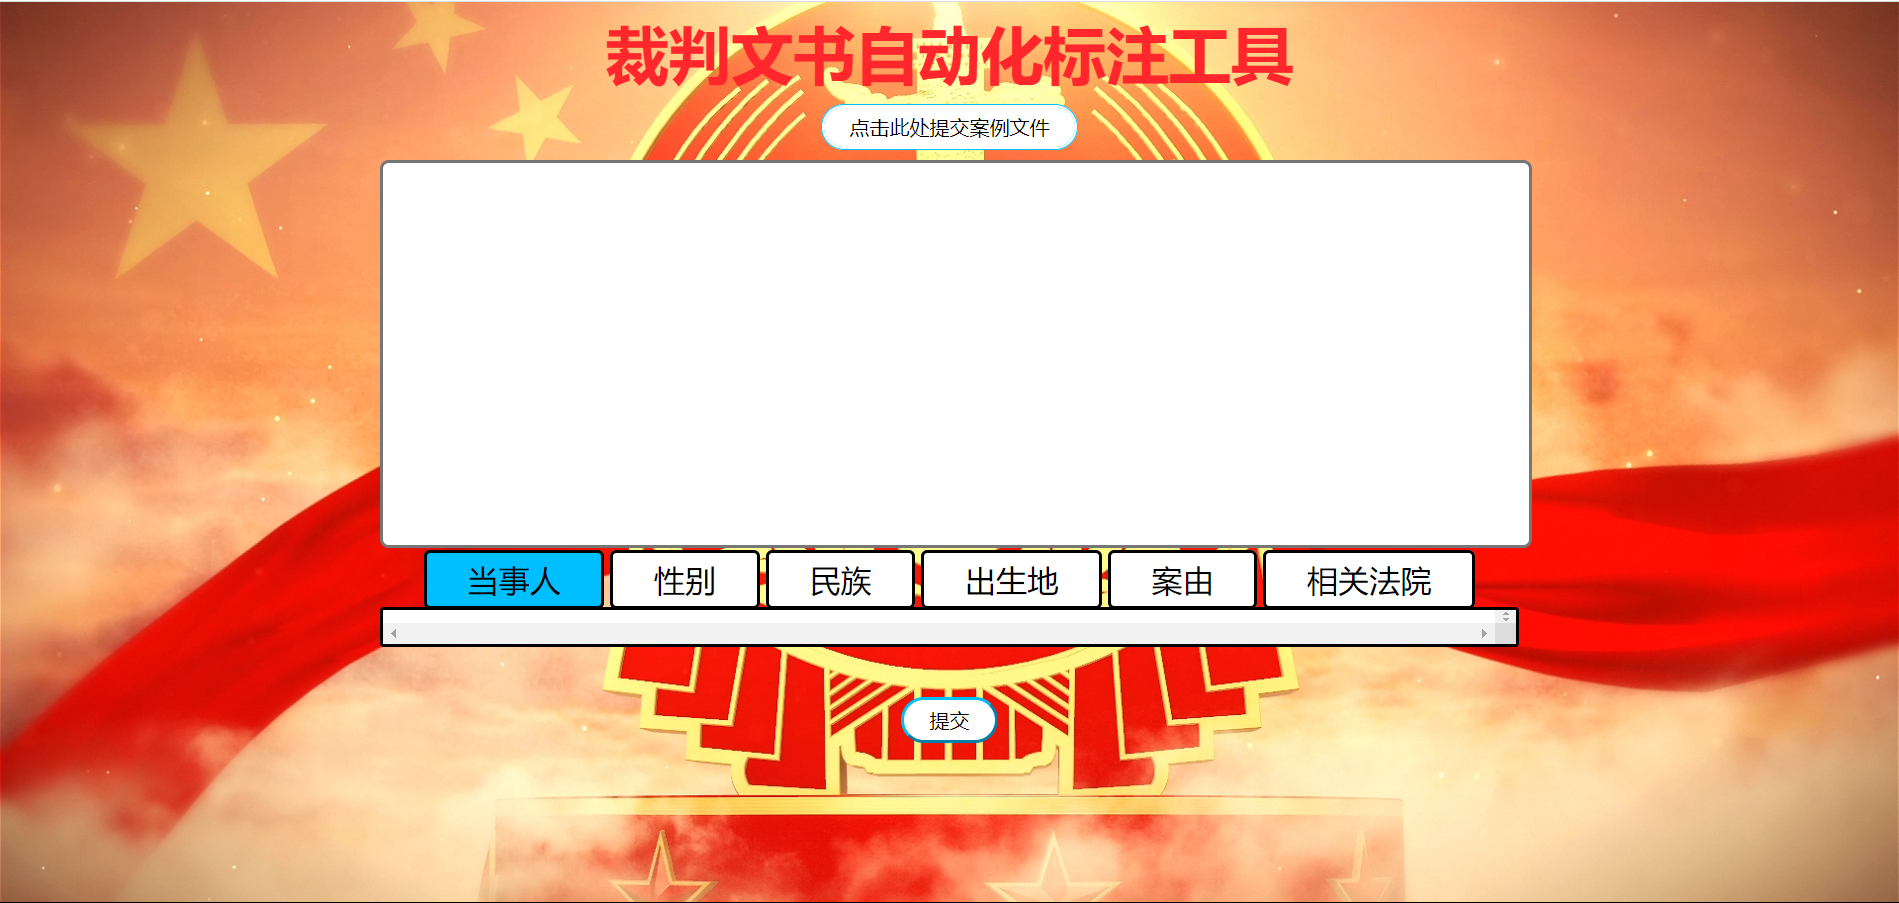 裁判文书自动化标注工具
点击此处提交案例文件
当事人 性别 民族 出生地 案由 相关法院
提交